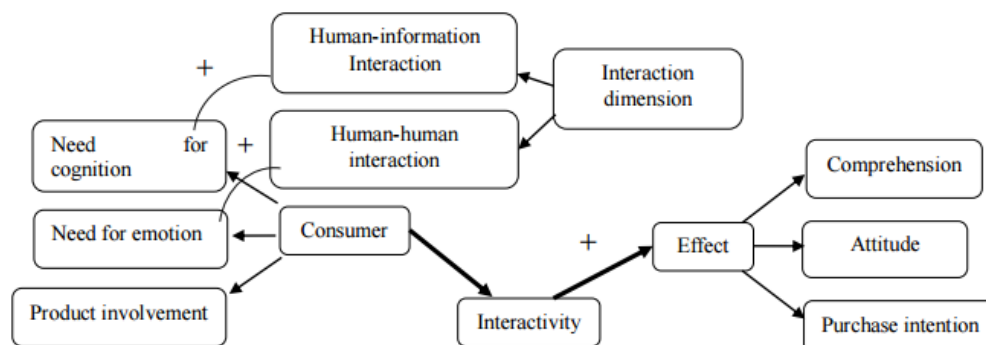 Human-information
Interaction
Interaction
dimension
+
Human-human
interaction
+
Need for
cognition
Comprehension
Need for emotion
Consumer
+
Effect
Attitude
Product involvement
Interactivity
Purchase intention